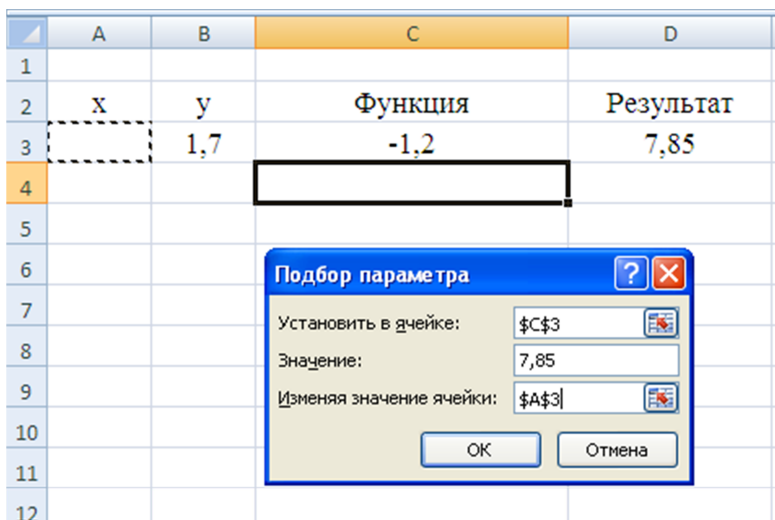 A B C D
1
2 x y Функция Результат
3 1,7 -1,2 7,85
4
5
6
7
8
9
10
11
12
Подбор параметра ?
Установить в ячейке: $C$3
Значение: 7,85
Изменяя значение ячейки: $A$3
ОК Отмена